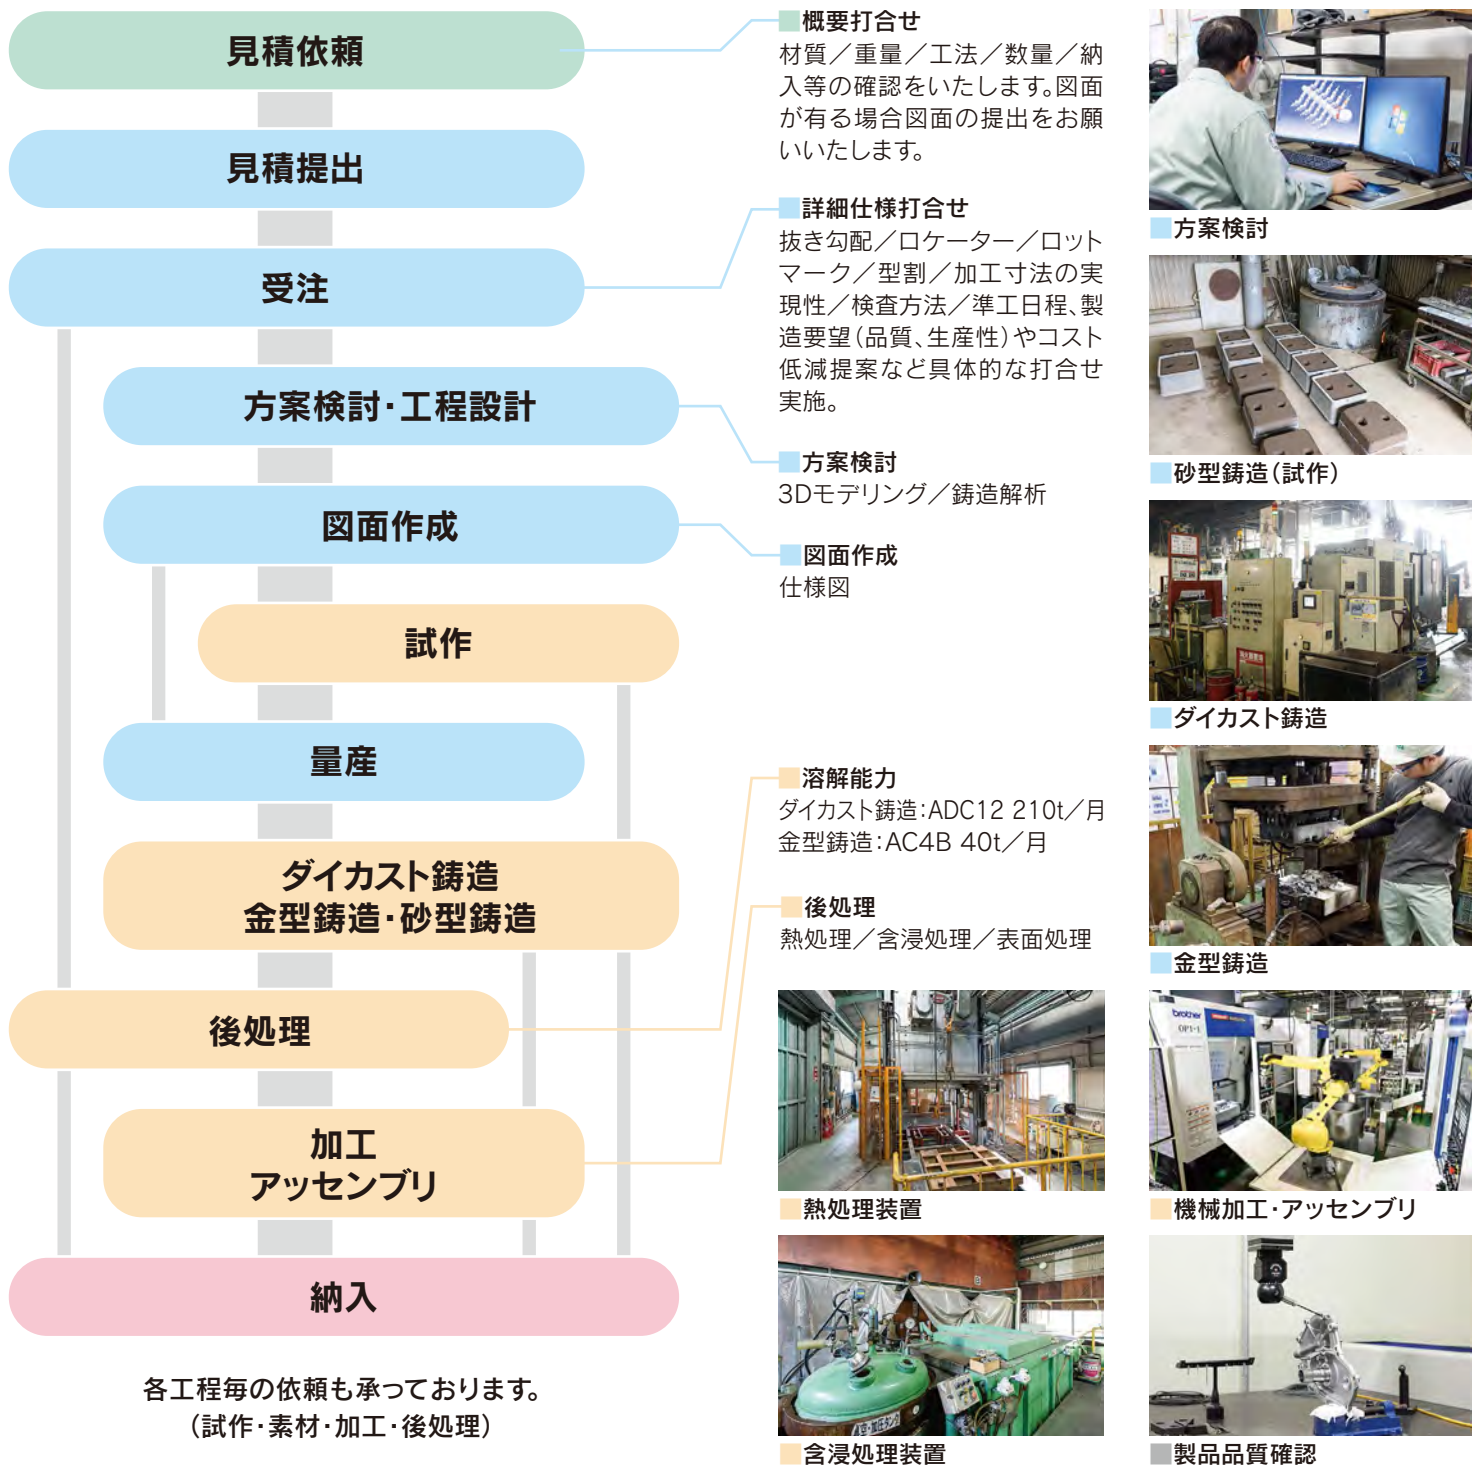 見積依頼
見積提出
受注
方案検討・工程設計
図面作成
試作
量産
ダイカスト鋳造
金型鋳造・砂型鋳造
後処理
加工
アッセンブリ
納入
各工程毎の依頼も承っております。
（試作・素材・加工・後処理）
概要打合せ
材質／重量／工法／数量／納
入等の確認をいたします。図面
が有る場合図面の提出をお願
いいたします。
詳細仕様打合せ
抜き勾配／ロケーター／ロット
マーク／型割／加工寸法の実
現性／検査方法／準工日程、製
造要望（品質、生産性）やコスト
低減提案など具体的な打合せ
実施。
方案検討
3Dモデリング／鋳造解析
図面作成
仕様図
溶解能力
ダイカスト鋳造：ADC12 210t／月
金型鋳造：AC4B 40t／月
後処理
熱処理／含浸処理／表面処理
熱処理装置
真空・加圧タンク
含浸処理装置
方案検討
砂型鋳造（試作）
ダイカスト鋳造
金型鋳造
brother
OP1-1
機械加工・アッセンブリ
製品品質確認